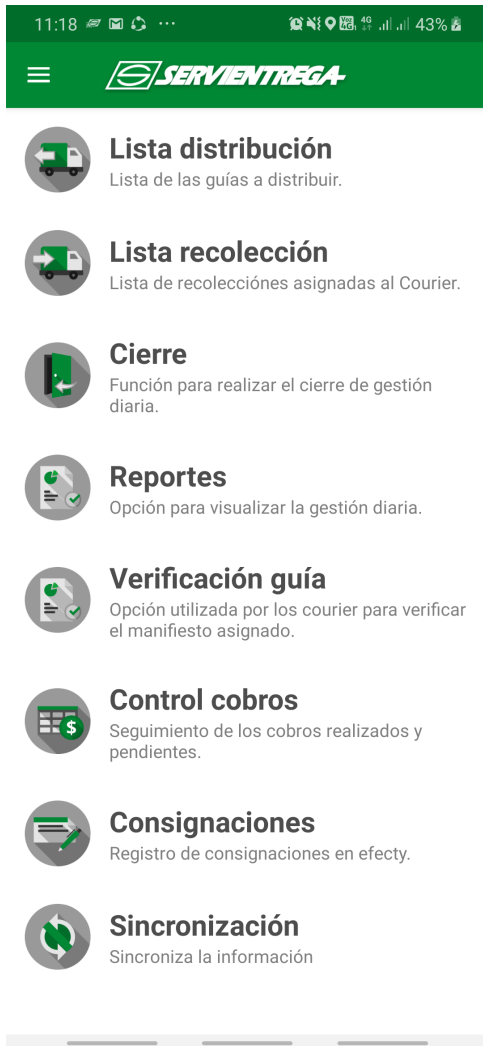 11:18 43%
SERVIENTREGA
Lista distribución
Lista de las guías a distribuir.
Lista recolección
Lista de recolecciónes asignadas al Courier.
Cierre
Función para realizar el cierre de gestión
diaria.
Reportes
Opción para visualizar la gestión diaria.
Verificación guía
Opción utilizada por los courier para verificar
el manifiesto asignado.
Control cobros
Seguimiento de los cobros realizados y
pendientes.
Consignaciones
Registro de consignaciones en efecty.
Sincronización
Sincroniza la información